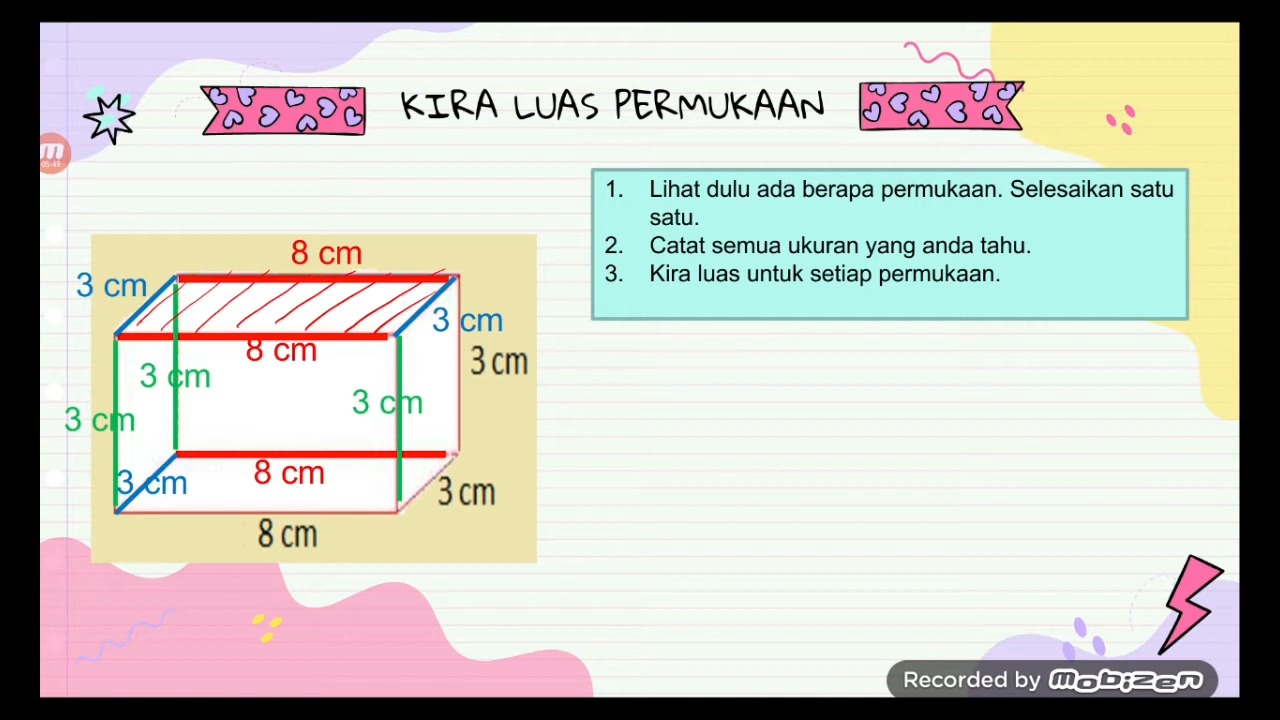 KIRA LUAS PERMUKAAN
m
05:49
1. Lihat dulu ada berapa permukaan. Selesaikan satu
satu.
2. Catat semua ukuran yang anda tahu.
3. Kira luas untuk setiap permukaan.
8 cm
3 cm
3 cm
8 cm
3 cm
3 cm
3 cm
3 cm
8 cm
3 cm
3 cm
8 cm
Recorded by mobizen